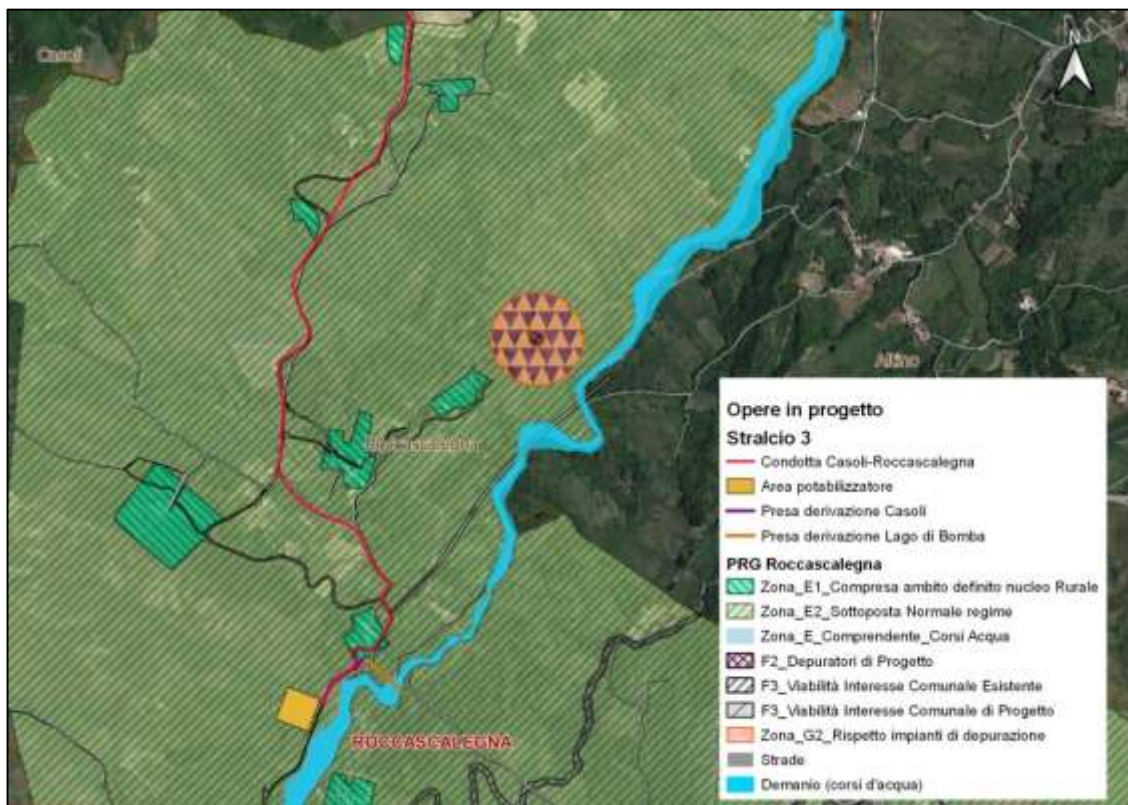 N
Casoli
Altino
Roccascalegna
ROCCASCALEGNA
Opere in progetto
Stralcio 3
Condotta Casoli-Roccascalegna
Area potabilizzatore
Presa derivazione Casoli
Presa derivazione Lago di Bomba
PRG Roccascalegna
Zona_E1_Compresa ambito definito nucleo Rurale
Zona_E2_Sottoposta Normale regime
Zona_E_Comprendente_Corsi Acqua
F2_Depuratori di Progetto
F3_Viabilità Interesse Comunale Esistente
F3_Viabilità Interesse Comunale di Progetto
Zona_G2_Rispetto impianti di depurazione
Strade
Demanio (corsi d'acqua)